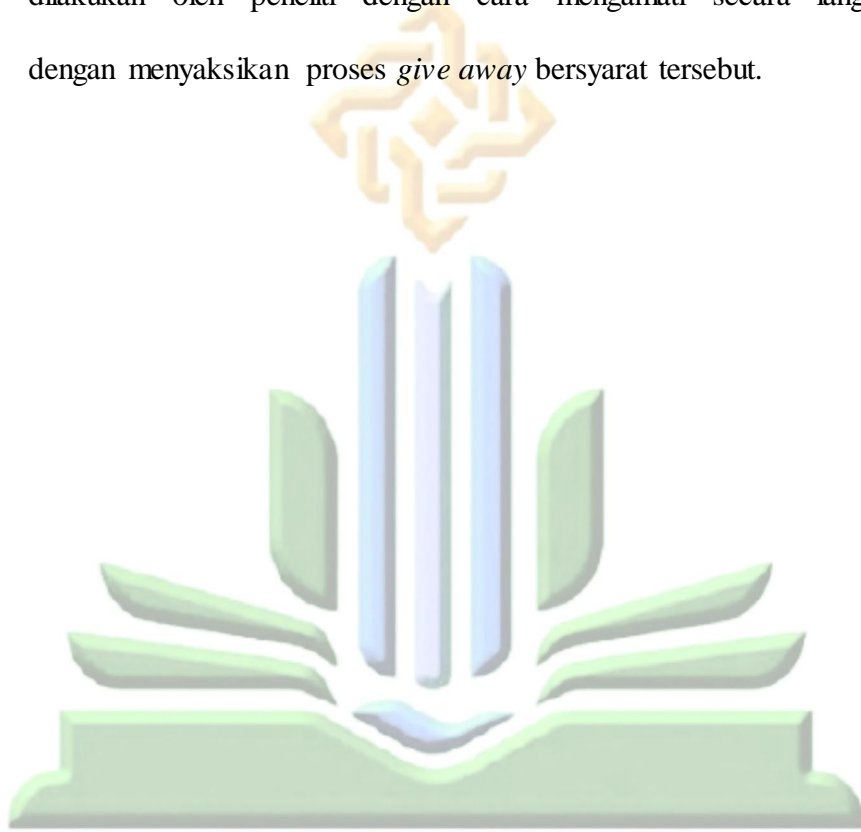 dilakukan oleh peneliti dengan cara mengamati secara
dengan menyaksikan proses give away bersyarat tersebut.